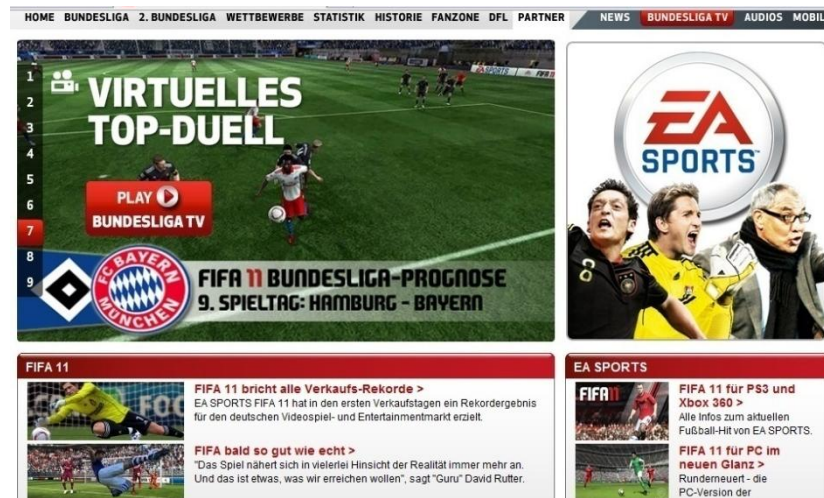 HOME BUNDESLIGA 2. BUNDESLIGA WETTBEWERBE STATISTIK HISTORIE FANZONE DFL PARTNER NEWS BUNDESLIGA TV AUDIOS MOBIL
1
2
3
4
5
6
7
8
9
VIRTUELLES
TOP-DUELL
PLAY
BUNDESLIGA TV
FC BAYERN
MÜNCHEN
FIFA 11 BUNDESLIGA-PROGNOSE
9. SPIELTAG: HAMBURG - BAYERN
EA SPORTS
EA
SPORTS
FIFA 11
FIFA 11 bricht alle Verkaufs-Rekorde >
EA SPORTS FIFA 11 hat in den ersten Verkaufstagen ein Rekordergebnis
für den deutschen Videospiel- und Entertainmentmarkt erzielt.
FIFA bald so gut wie echt >
"Das Spiel nähert sich in vielerlei Hinsicht der Realität immer mehr an.
Und das ist etwas, was wir erreichen wollen", sagt "Guru" David Rutter.
EA SPORTS
FIFA 11
FIFA 11 für PS3 und
Xbox 360 >
Alle Infos zum aktuellen
Fußball-Hit von EA SPORTS.
FIFA 11 für PC im
neuen Glanz >
Runderneuert - die
PC-Version der